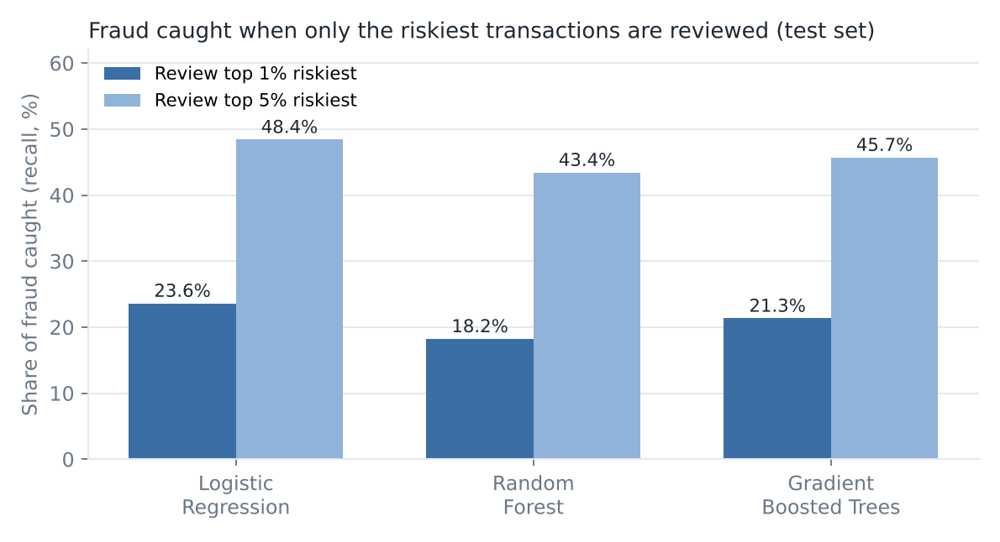 Fraud caught when only the riskiest transactions are reviewed (test set)
Share of fraud caught (recall, %)
60
50
40
30
20
10
0
Review top 1% riskiest
Review top 5% riskiest
23.6%
48.4%
18.2%
43.4%
21.3%
45.7%
Logistic
Regression
Random
Forest
Gradient
Boosted Trees